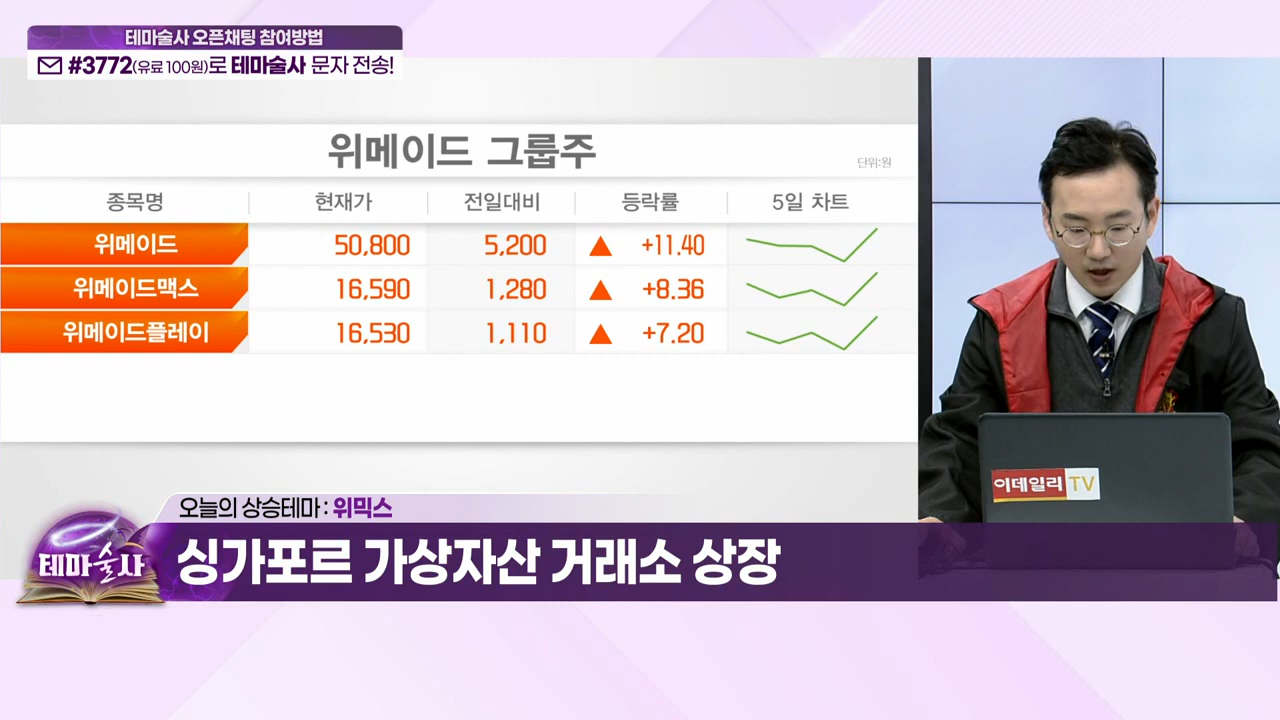 테마술사 오픈채팅 참여방법
#3772(유료 100원)로 테마술사 문자 전송!
위메이드 그룹주
단위:원
종목명 현재가 전일대비 등락률 5일 차트
위메이드 50,800 5,200 ▲ +11.40
위메이드맥스 16,590 1,280 ▲ +8.36
위메이드플레이 16,530 1,110 ▲ +7.20
이데일리 TV
오늘의 상승테마 : 위믹스
테마술사
싱가포르 가상자산 거래소 상장